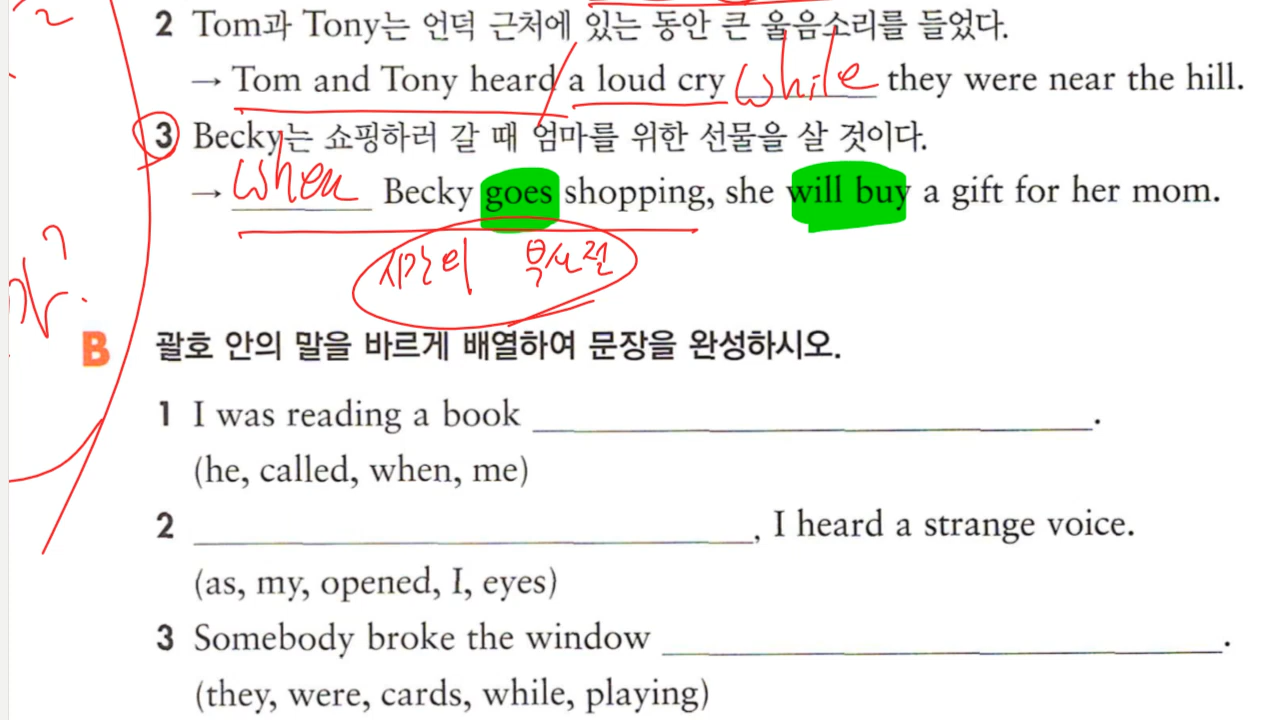 2 Tom과 Tony는 언덕 근처에 있는 동안 큰 울음소리를 들었다.
→ Tom and Tony heard a loud cry while they were near the hill.
3 Becky는 쇼핑하러 갈 때 엄마를 위한 선물을 살 것이다.
→ when Becky goes shopping, she will buy a gift for her mom.
시간의 부사절
B 괄호 안의 말을 바르게 배열하여 문장을 완성하시오.
1 I was reading a book ____________.
(he, called, when, me)
2 ____________, I heard a strange voice.
(as, my, opened, I, eyes)
3 Somebody broke the window ____________.
(they, were, cards, while, playing)